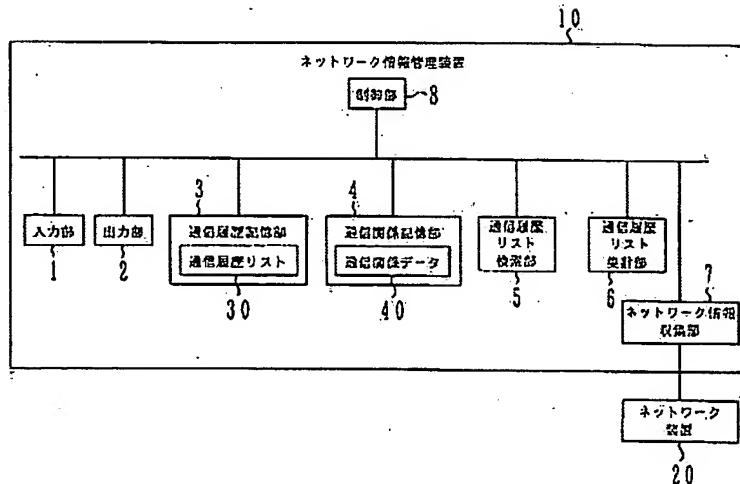 10
ネットワーク情報管理装置
制御部
8
3
4
入力部
出力部
通信履歴記憶部
通信履歴リスト
通信関係記憶部
通信関係データ
通信履歴
リスト
検索部
通信履歴
リスト
集計部
7
1
2
30
40
5
6
ネットワーク情報
収集部
ネットワーク
装置
20